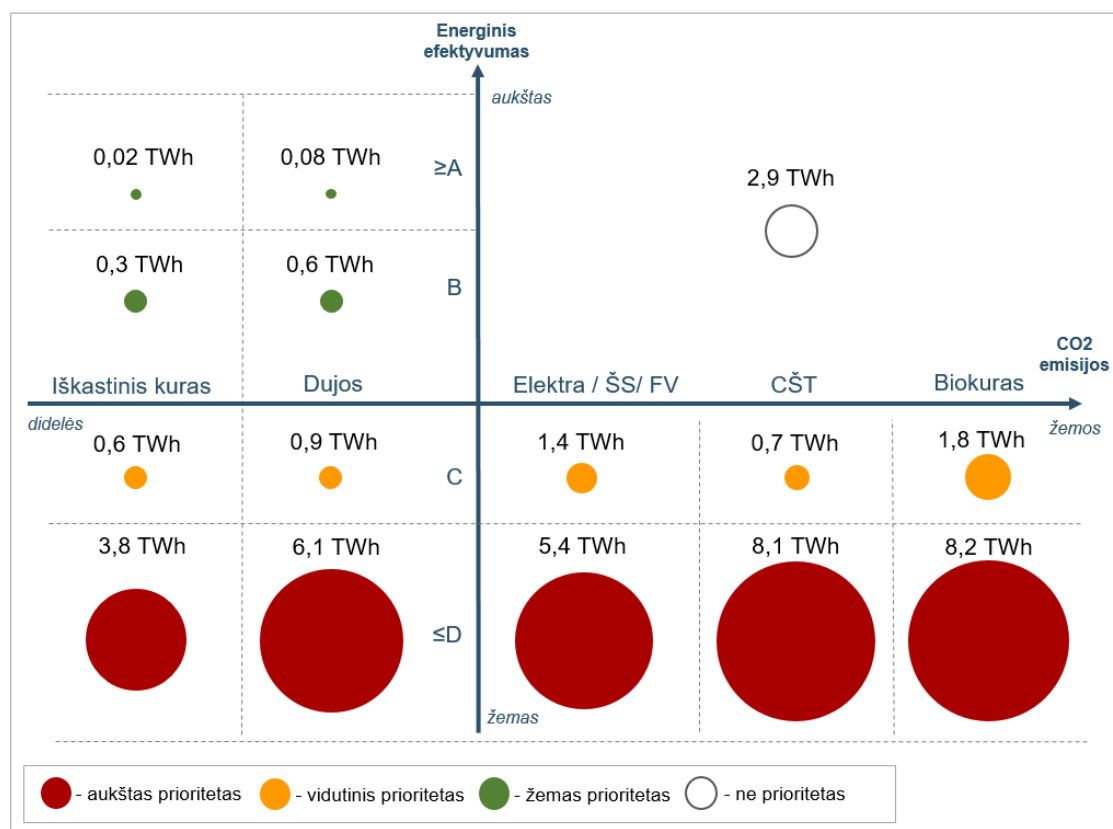 Energinis
efektyvumas
aukštas
0,02 TWh
0,08 TWh
≥A
2,9 TWh
0,3 TWh
0,6 TWh
B
CO2
emisijos
Iškastinis kuras
Dujos
Elektra / ŠS/ FV
CŠT
Biokuras
didelės
žemos
0,6 TWh
0,9 TWh
C
1,4 TWh
0,7 TWh
1,8 TWh
3,8 TWh
6,1 TWh
5,4 TWh
8,1 TWh
8,2 TWh
≤D
žemas
- aukštas prioritetas
- vidutinis prioritetas
- žemas prioritetas
- ne prioritetas